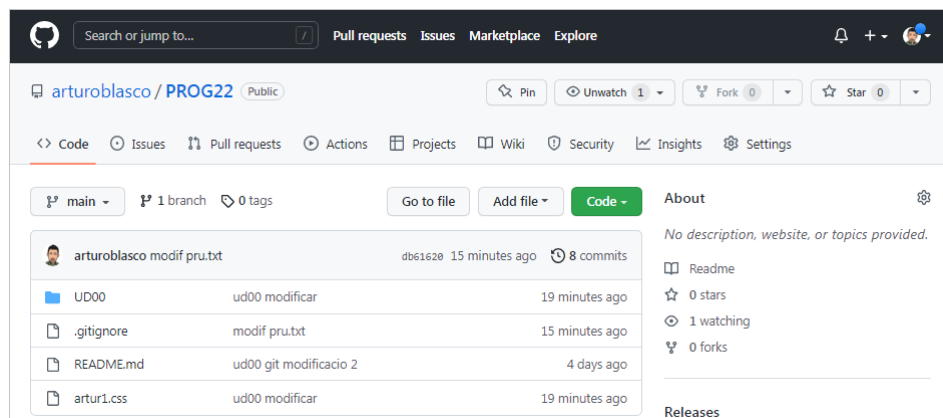 Search or jump to... / Pull requests Issues Marketplace Explore
arturoblasco / PROG22 Public Pin Unwatch 1 Fork 0 Star 0
Code Issues Pull requests Actions Projects Wiki Security Insights Settings
main 1 branch 0 tags Go to file Add file Code About
No description, website, or topics provided.
arturoblasco modif pru.txt db61620 15 minutes ago 8 commits
Readme
UD00 ud00 modificar 19 minutes ago
0 stars
.gitignore modif pru.txt 15 minutes ago
1 watching
0 forks
README.md ud00 git modificacio 2 4 days ago
artur1.css ud00 modificar 19 minutes ago
Releases